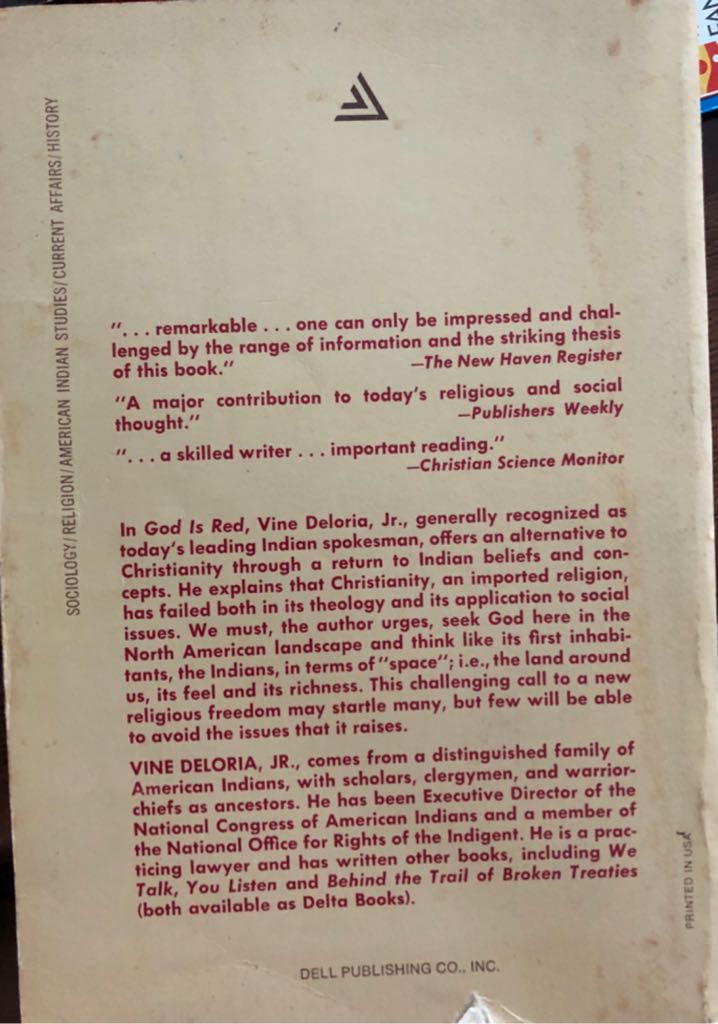 SOCIOLOGY/RELIGION/AMERICAN INDIAN STUDIES/CURRENT AFFAIRS/HISTORY
". . . remarkable . . . one can only be impressed and chal-
lenged by the range of information and the striking thesis
of this book." —The New Haven Register
"A major contribution to today's religious and social
thought." —Publishers Weekly
". . . a skilled writer . . . important reading."
—Christian Science Monitor
In God Is Red, Vine Deloria, Jr., generally recognized as
today's leading Indian spokesman, offers an alternative to
Christianity through a return to Indian beliefs and con-
cepts. He explains that Christianity, an imported religion,
has failed both in its theology and its application to social
issues. We must, the author urges, seek God here in the
North American landscape and think like its first inhabi-
tants, the Indians, in terms of "space"; i.e., the land around
us, its feel and its richness. This challenging call to a new
religious freedom may startle many, but few will be able
to avoid the issues that it raises.
VINE DELORIA, JR., comes from a distinguished family of
American Indians, with scholars, clergymen, and warrior-
chiefs as ancestors. He has been Executive Director of the
National Congress of American Indians and a member of
the National Office for Rights of the Indigent. He is a prac-
ticing lawyer and has written other books, including We
Talk, You Listen and Behind the Trail of Broken Treaties
(both available as Delta Books).
PRINTED IN USA
DELL PUBLISHING CO., INC.